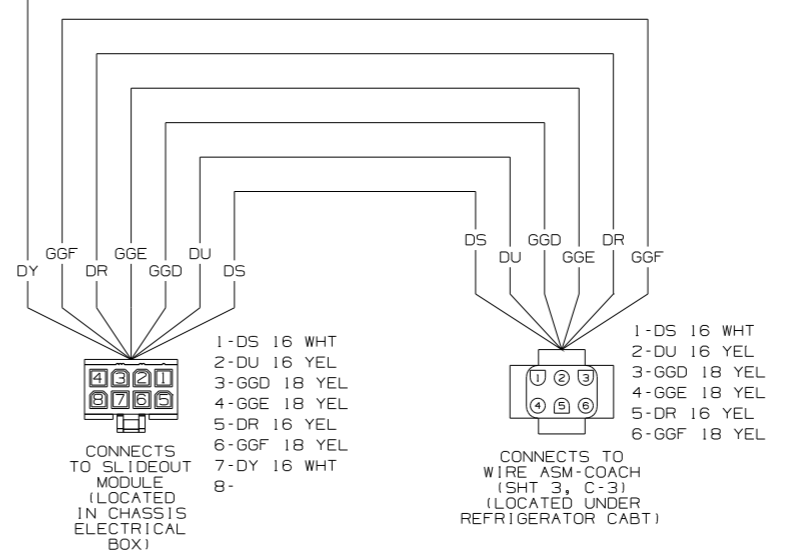 DY
GGF
DR
GGE
GGD
DU
DS
DS
DU
GGD
GGE
DR
GGF
4 3 2 1
8 7 6 5
1-DS 16 WHT
2-DU 16 YEL
3-GGD 18 YEL
4-GGE 18 YEL
5-DR 16 YEL
6-GGF 18 YEL
7-DY 16 WHT
8-
CONNECTS
TO SLIDEOUT
MODULE
(LOCATED
IN CHASSIS
ELECTRICAL
BOX)
1 2 3
4 5 6
1-DS 16 WHT
2-DU 16 YEL
3-GGD 18 YEL
4-GGE 18 YEL
5-DR 16 YEL
6-GGF 18 YEL
CONNECTS TO
WIRE ASM-COACH
(SHT 3, C-3)
(LOCATED UNDER
REFRIGERATOR CABT)